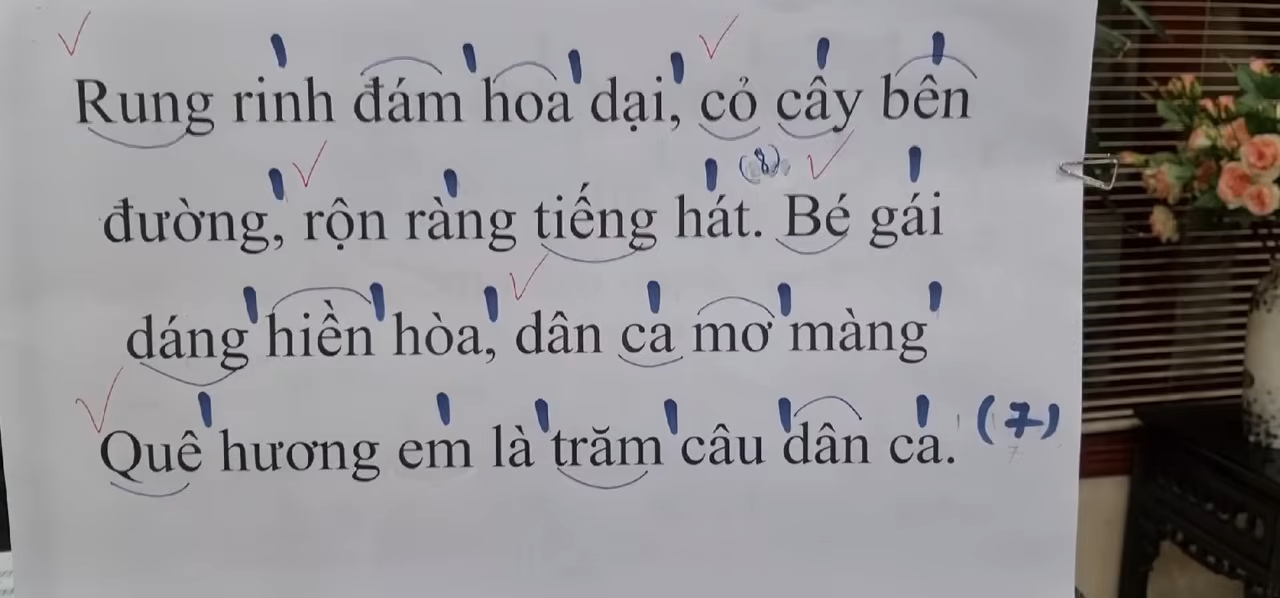 Rung rinh đám hoa dại, cỏ cây bên
(8)
đường, rộn ràng tiếng hát. Bé gái
dáng hiền hòa, dân ca mơ màng
Quê hương em là trăm câu dân ca. (7)